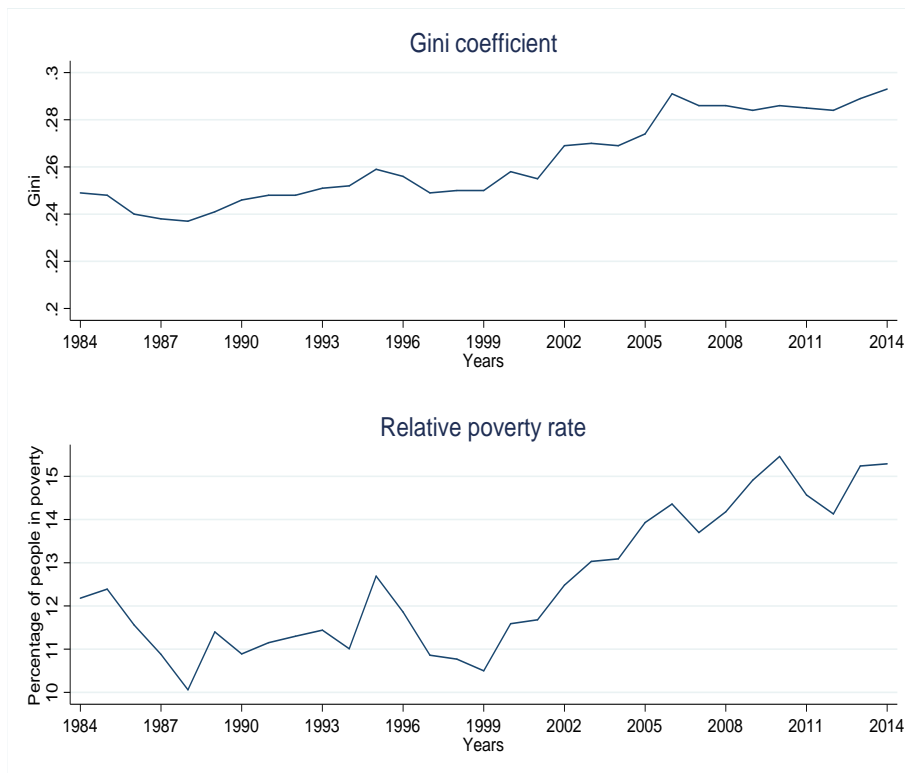 Gini coefficient
Gini
.3
.28
.26
.24
.22
.2
1984 1987 1990 1993 1996 1999 2002 2005 2008 2011 2014
Years
Relative poverty rate
Percentage of people in poverty
15
14
13
12
11
10
1984 1987 1990 1993 1996 1999 2002 2005 2008 2011 2014
Years